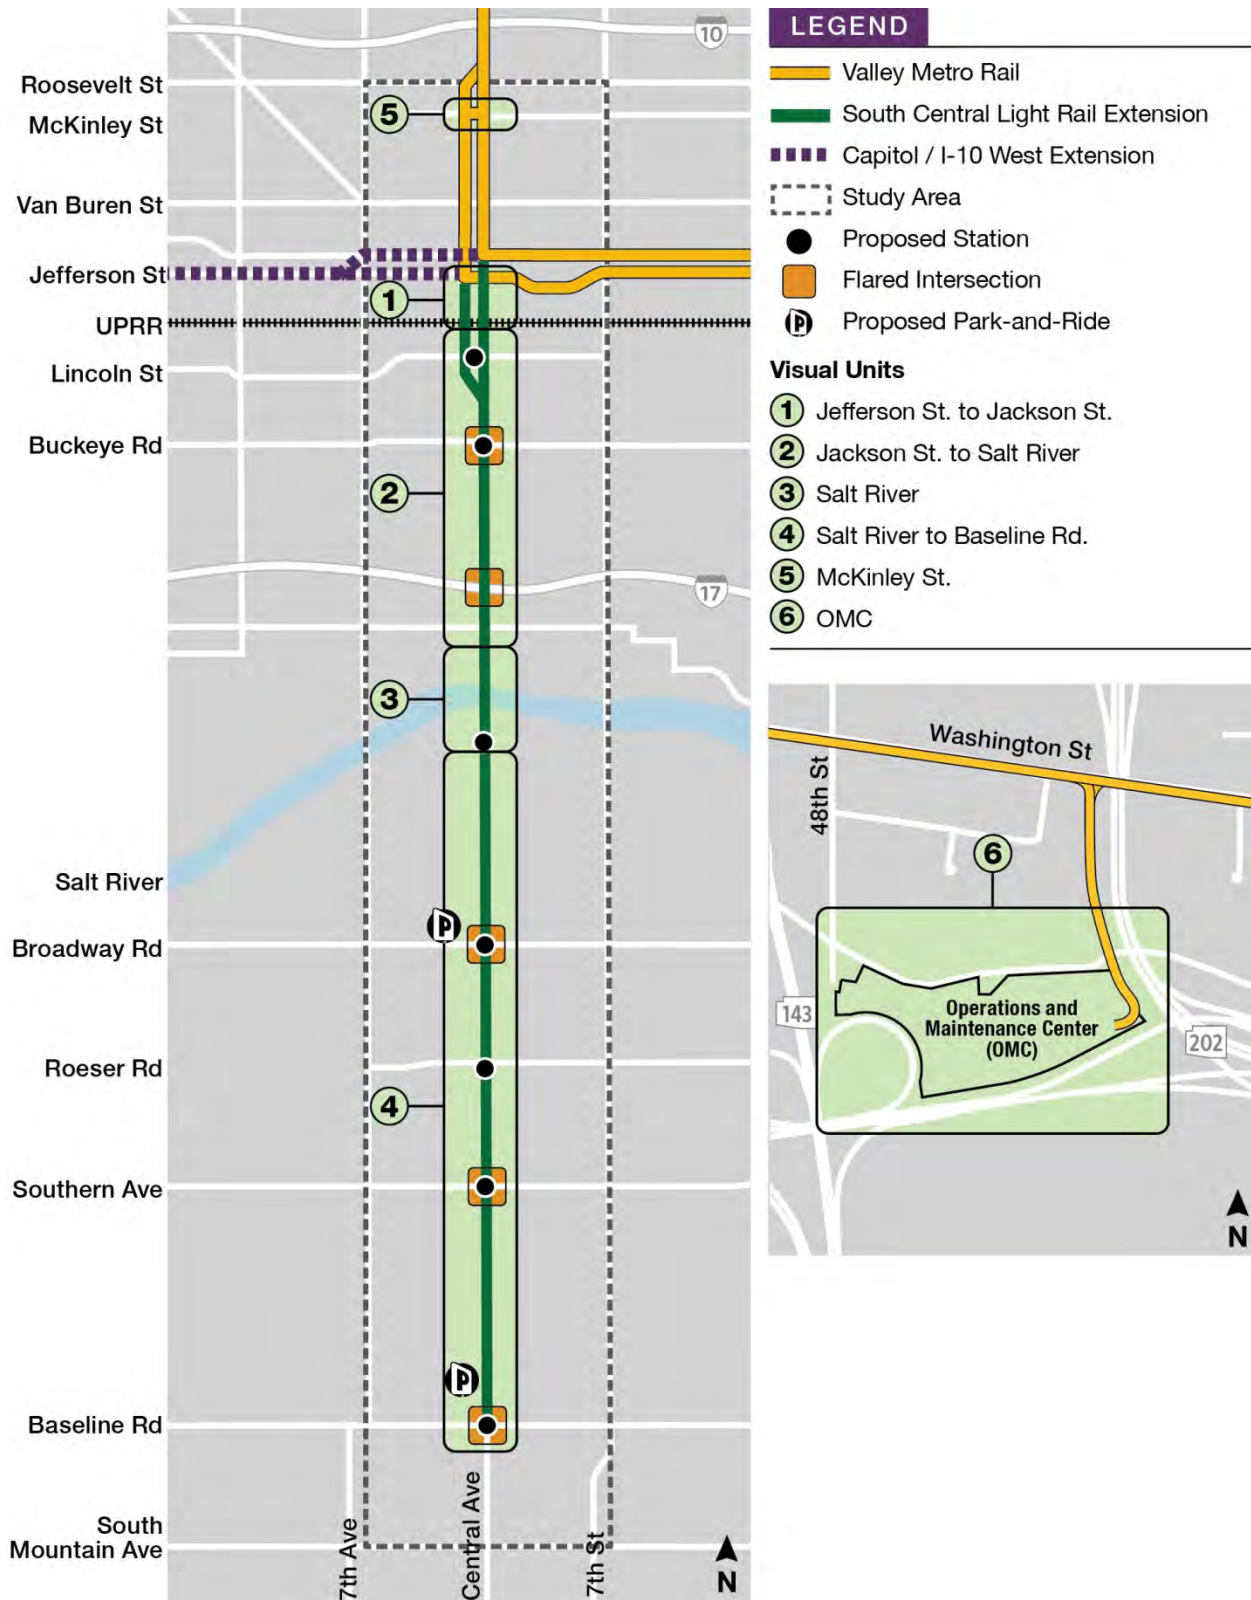 10
Roosevelt St
5
McKinley St
Van Buren St
Jefferson St
1
UPRR
Lincoln St
Buckeye Rd
2
17
3
Salt River
P
Broadway Rd
Roeser Rd
4
Southern Ave
P
Baseline Rd
South
Mountain Ave
7th Ave
Central Ave
7th St
N
LEGEND
Valley Metro Rail
South Central Light Rail Extension
Capitol / I-10 West Extension
Study Area
Proposed Station
Flared Intersection
P Proposed Park-and-Ride
Visual Units
1 Jefferson St. to Jackson St.
2 Jackson St. to Salt River
3 Salt River
4 Salt River to Baseline Rd.
5 McKinley St.
6 OMC
Washington St
48th St
6
143
Operations and
Maintenance Center
(OMC)
202
N